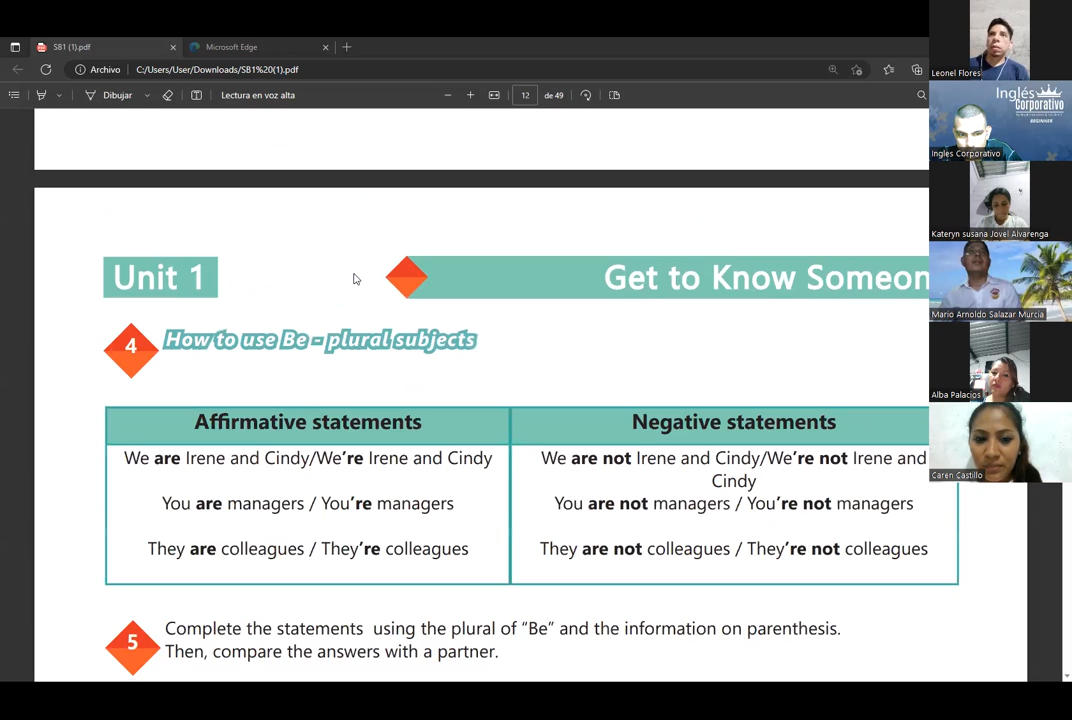 SB1 (1).pdf
Microsoft Edge
Archivo
C:/Users/User/Downloads/SB1%20(1).pdf
Dibujar
Lectura en voz alta
12
de 49
Unit 1
Get to Know Someon
4
How to use Be - plural subjects
Affirmative statements
Negative statements
We are Irene and Cindy/We're Irene and Cindy
We are not Irene and Cindy/We're not Irene and
Cindy
You are managers / You're managers
You are not managers / You're not managers
They are colleagues / They're colleagues
They are not colleagues / They're not colleagues
5
Complete the statements using the plural of “Be” and the information on parenthesis.
Then, compare the answers with a partner.
Leonel Flores
Inglés
Corporativo
BEGINNER
Inglés Corporativo
Kateryn susana Jovel Alvarenga
Mario Arnoldo Salazar Murcia
Alba Palacios
Caren Castillo